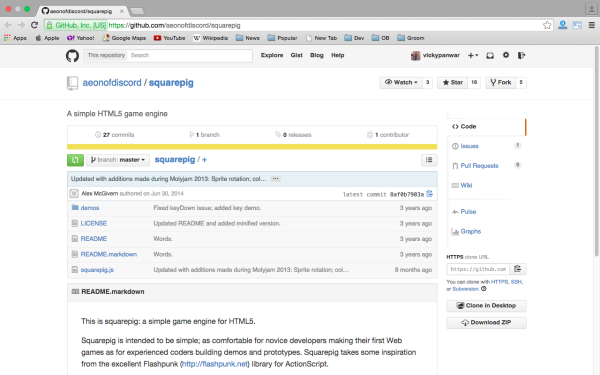 aeonofdiscord/squarepig
GitHub, Inc. [US] https://github.com/aeonofdiscord/squarepig
Apps Apple Yahoo! Google Maps YouTube Wikipedia News Popular New Tab Dev OB Groom
This repository Search Explore Gist Blog Help vickypanwar
aeonofdiscord / squarepig Watch 3 Star 16 Fork 5
A simple HTML5 game engine
27 commits 1 branch 0 releases 1 contributor
branch: master squarepig / +
Updated with additions made during Molyjam 2013: Sprite rotation; col… ...
Alex McGivern authored on Jun 30, 2014 latest commit 8af0b7903a
demos Fixed keyDown issue; added key demo. 3 years ago
LICENSE Updated README and added minified version. 3 years ago
README Words. 3 years ago
README.markdown Words. 3 years ago
squarepig.js Updated with additions made during Molyjam 2013: Sprite rotation; col… 8 months ago
README.markdown
This is squarepig: a simple game engine for HTML5.
Squarepig is intended to be simple; as comfortable for novice developers making their first Web
games as for experienced coders building demos and prototypes. Squarepig takes some inspiration
from the excellent Flashpunk (http://flashpunk.net) library for ActionScript.
Code
Issues 1
Pull Requests 0
Wiki
Pulse
Graphs
HTTPS clone URL
https://github.com
You can clone with HTTPS, SSH,
or Subversion.
Clone in Desktop
Download ZIP